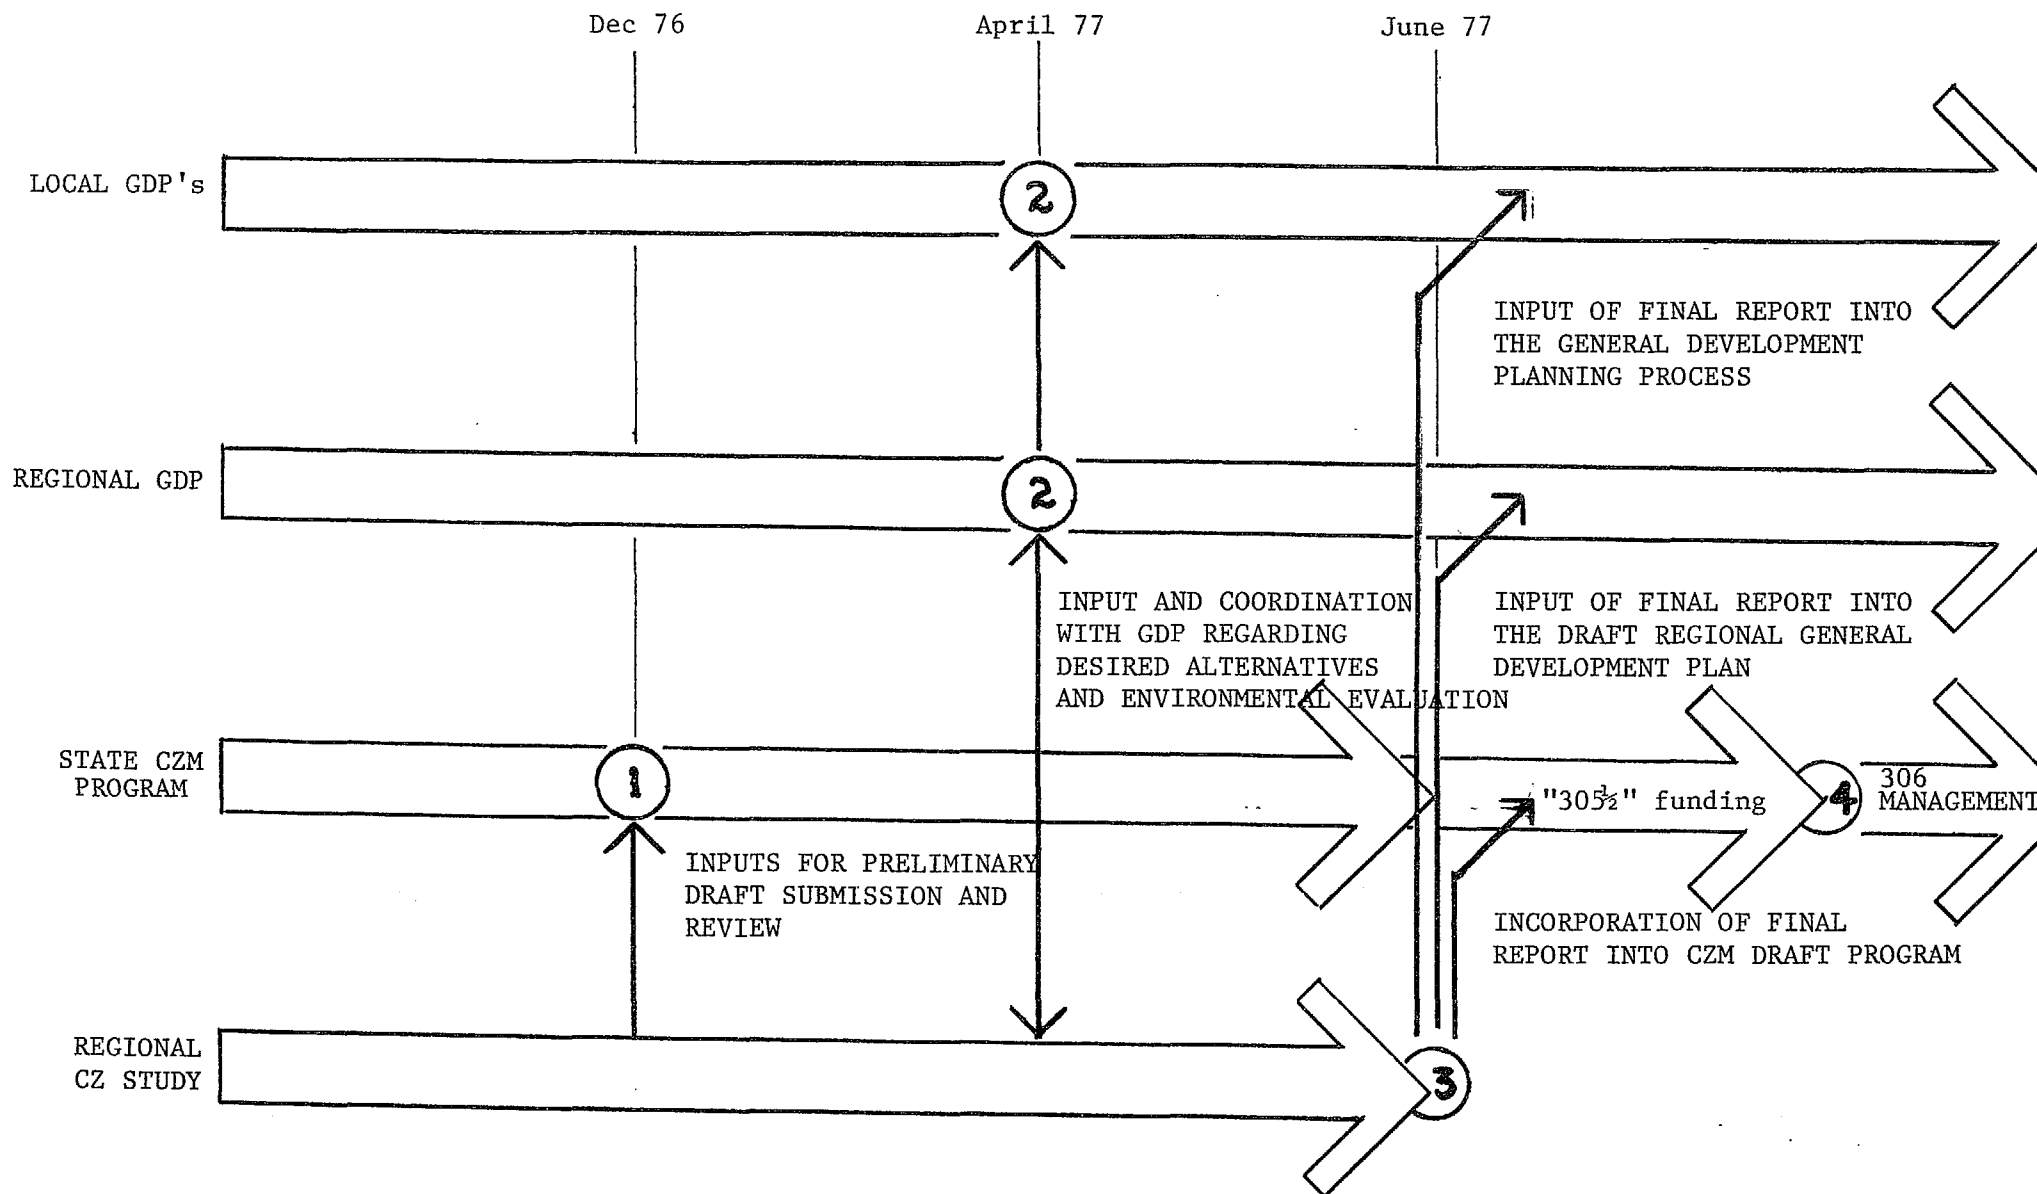 Dec 76
April 77
June 77
LOCAL GDP's
2
INPUT OF FINAL REPORT INTO
THE GENERAL DEVELOPMENT
PLANNING PROCESS
REGIONAL GDP
2
INPUT AND COORDINATION
WITH GDP REGARDING
DESIRED ALTERNATIVES
AND ENVIRONMENTAL EVALUATION
INPUT OF FINAL REPORT INTO
THE DRAFT REGIONAL GENERAL
DEVELOPMENT PLAN
STATE CZM
PROGRAM
1
"305½" funding
4
306
MANAGEMENT
INPUTS FOR PRELIMINARY
DRAFT SUBMISSION AND
REVIEW
INCORPORATION OF FINAL
REPORT INTO CZM DRAFT PROGRAM
REGIONAL
CZ STUDY
3